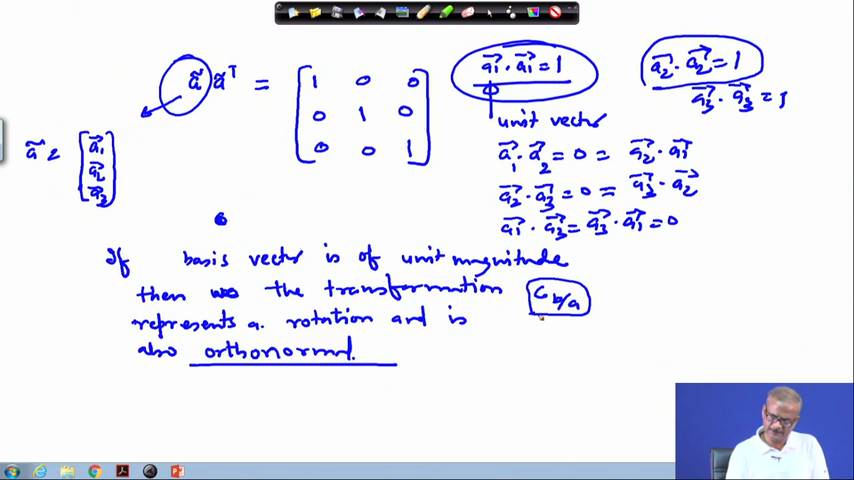 ã ã^T = [1 0 0; 0 1 0; 0 0 1]
a⃗1 · a⃗1 = 1
a⃗2 · a⃗2 = 1
a⃗3 · a⃗3 = 1
unit vector
ã = [a⃗1; a⃗2; a⃗3]
a⃗1 · a⃗2 = 0 = a⃗2 · a⃗1
a⃗2 · a⃗3 = 0 = a⃗3 · a⃗2
a⃗1 · a⃗3 = a⃗3 · a⃗1 = 0
If basis vector is of unit magnitude
then the transformation C b/a
represents a rotation and is
also orthonormal.